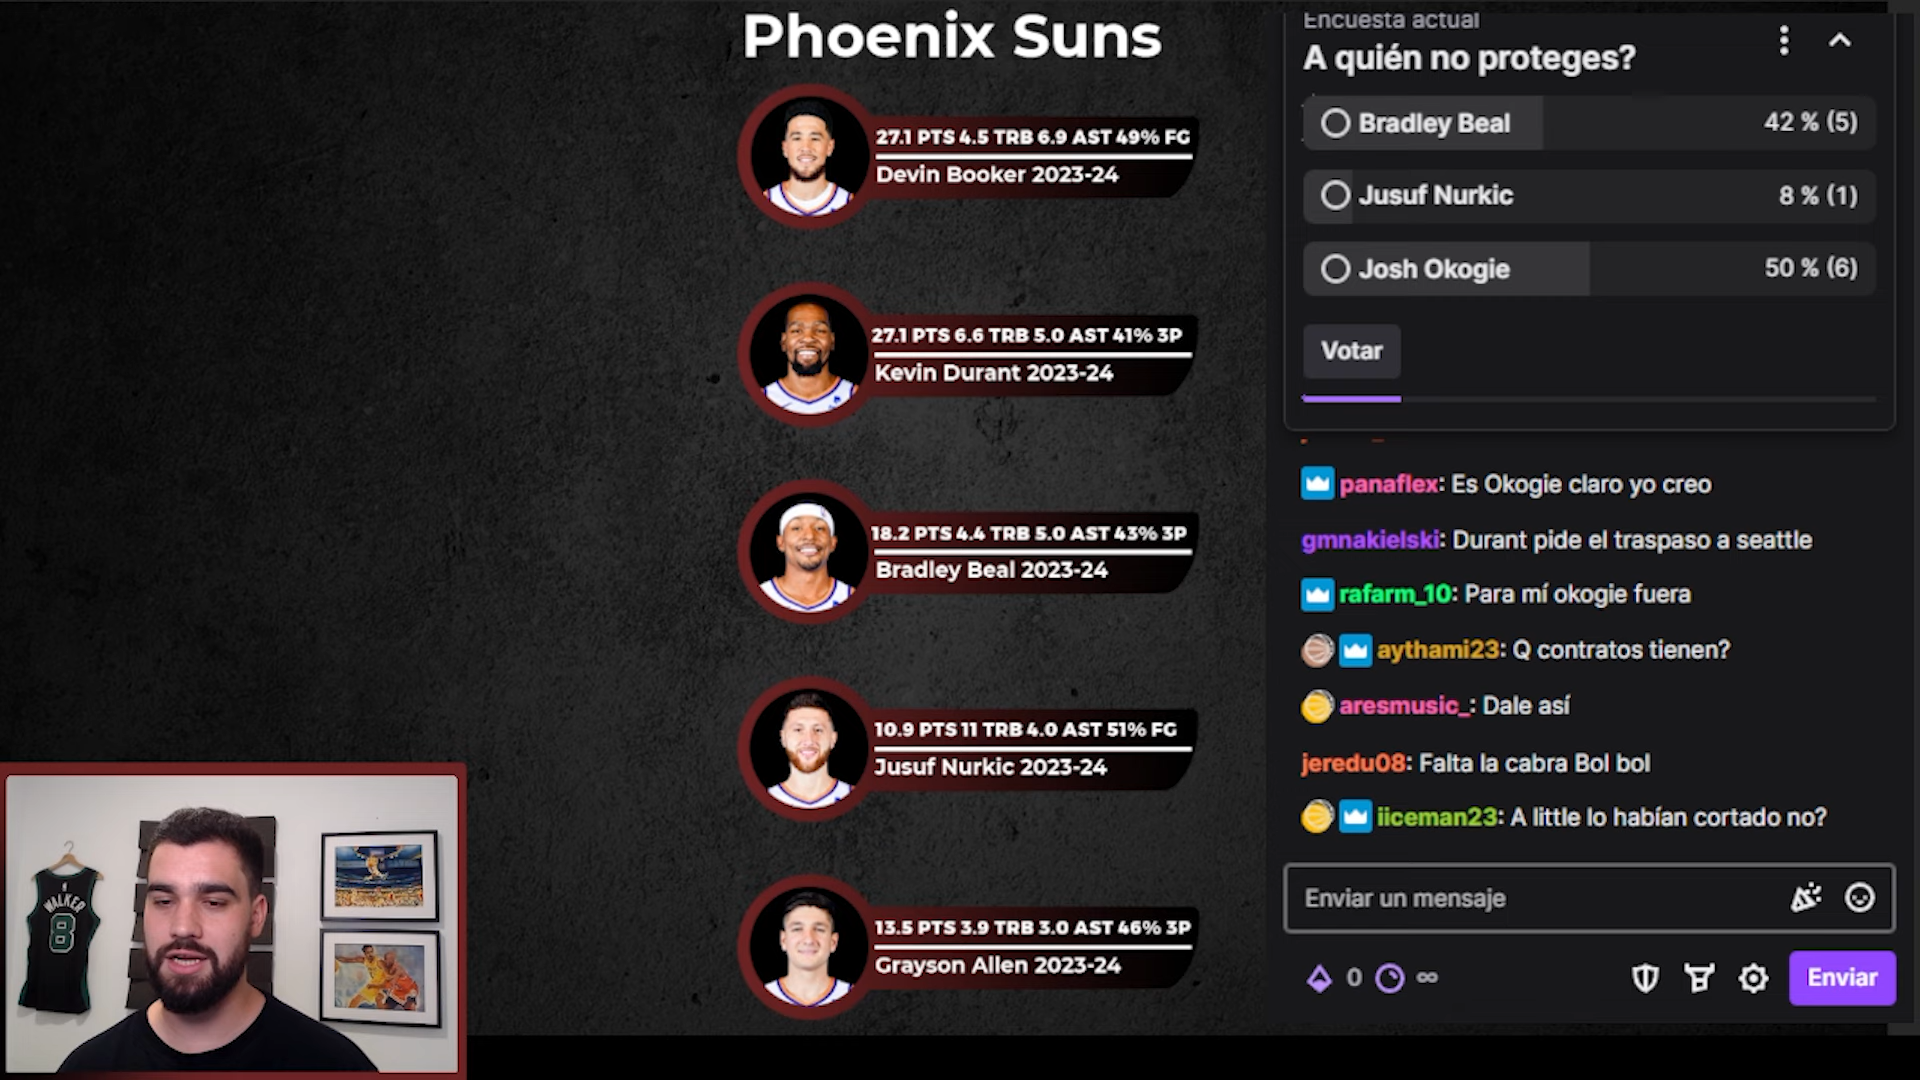 Phoenix Suns
27.1 PTS 4.5 TRB 6.9 AST 49% FG
Devin Booker 2023-24
27.1 PTS 6.6 TRB 5.0 AST 41% 3P
Kevin Durant 2023-24
18.2 PTS 4.4 TRB 5.0 AST 43% 3P
Bradley Beal 2023-24
10.9 PTS 11 TRB 4.0 AST 51% FG
Jusuf Nurkic 2023-24
13.5 PTS 3.9 TRB 3.0 AST 46% 3P
Grayson Allen 2023-24
Encuesta actual
A quién no proteges?
Bradley Beal 42 % (5)
Jusuf Nurkic 8 % (1)
Josh Okogie 50 % (6)
Votar
panaflex: Es Okogie claro yo creo
gmnakielski: Durant pide el traspaso a seattle
rafarm_10: Para mí okogie fuera
aythami23: Q contratos tienen?
aresmusic_: Dale así
jeredu08: Falta la cabra Bol bol
iiceman23: A little lo habían cortado no?
Enviar un mensaje
0 ∞
Enviar
WALKER
8